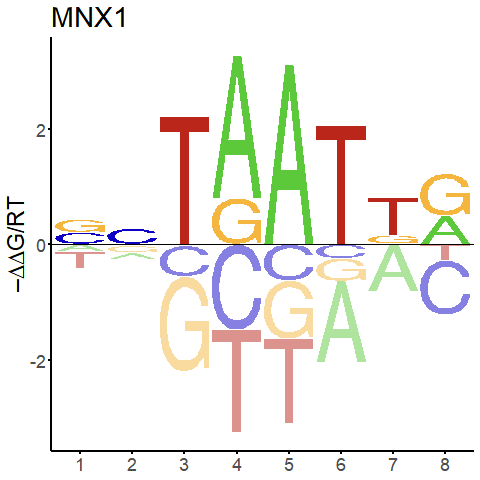 MNX1
−ΔΔG/RT
2
0
-2
G T A A T T G
C C G G A
A A C C C C A T
T G G T G G T A A C
1 2 3 4 5 6 7 8